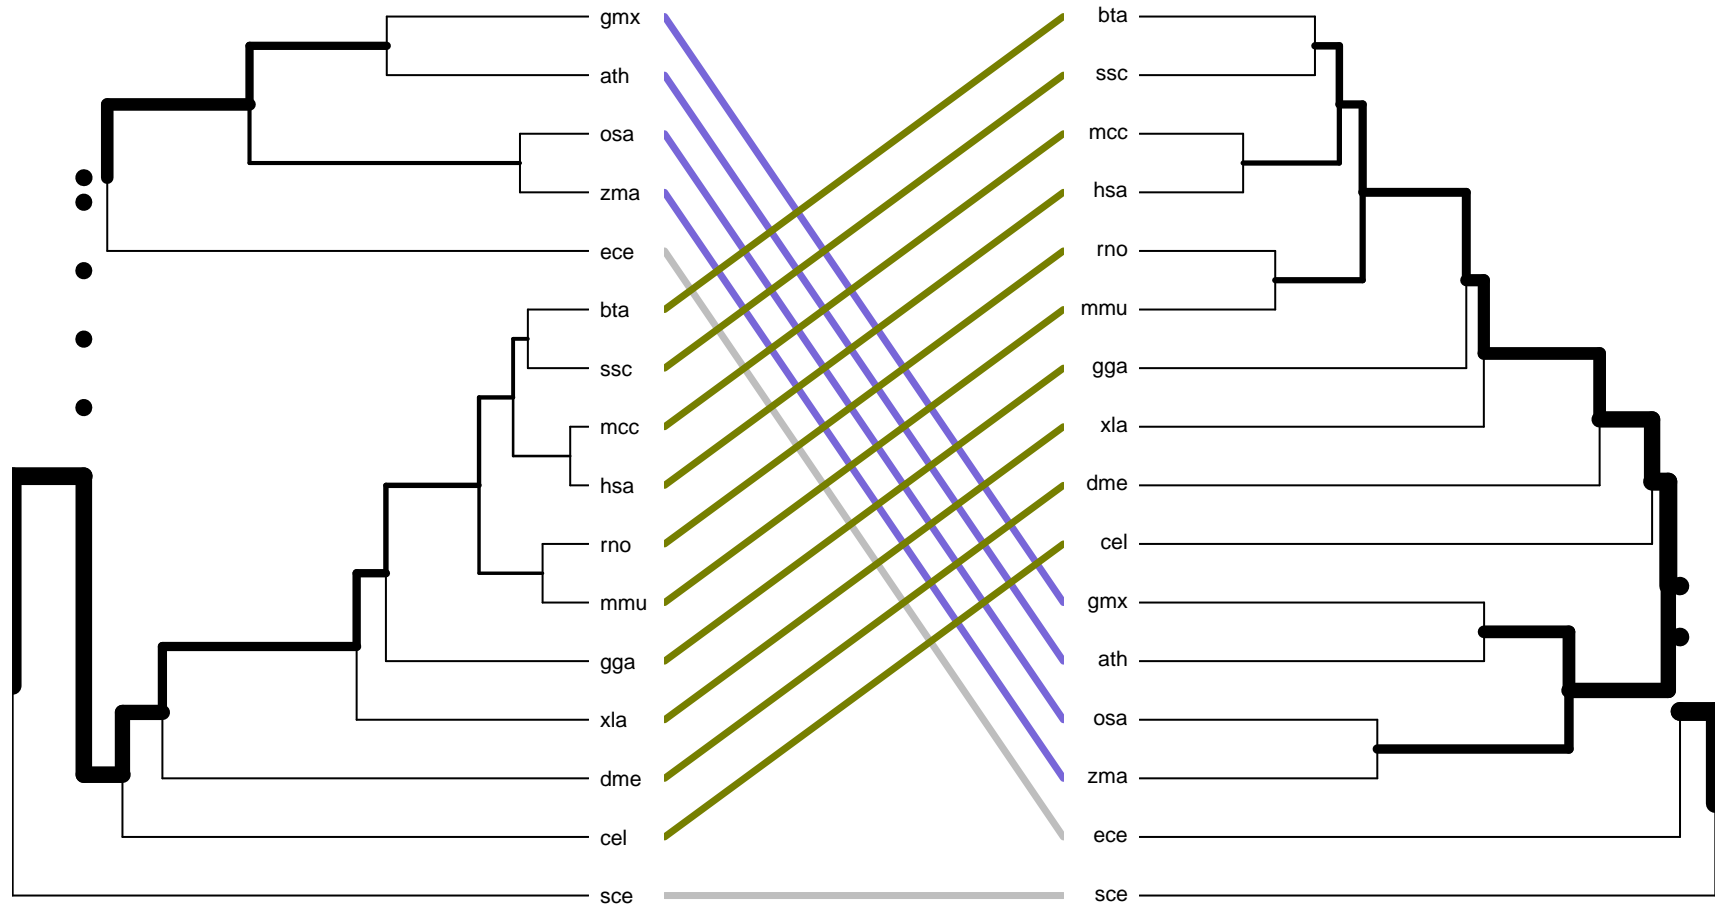 gmx
ath
osa
zma
ece
bta
ssc
mcc
hsa
rno
mmu
gga
xla
dme
cel
sce
bta
ssc
mcc
hsa
rno
mmu
gga
xla
dme
cel
gmx
ath
osa
zma
ece
sce